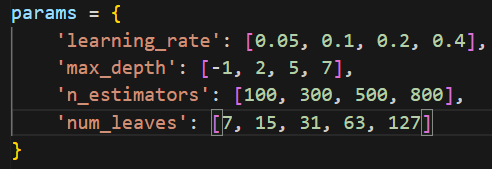 params = {
    'learning_rate': [0.05, 0.1, 0.2, 0.4],
    'max_depth': [-1, 2, 5, 7],
    'n_estimators': [100, 300, 500, 800],
    'num_leaves': [7, 15, 31, 63, 127]
}